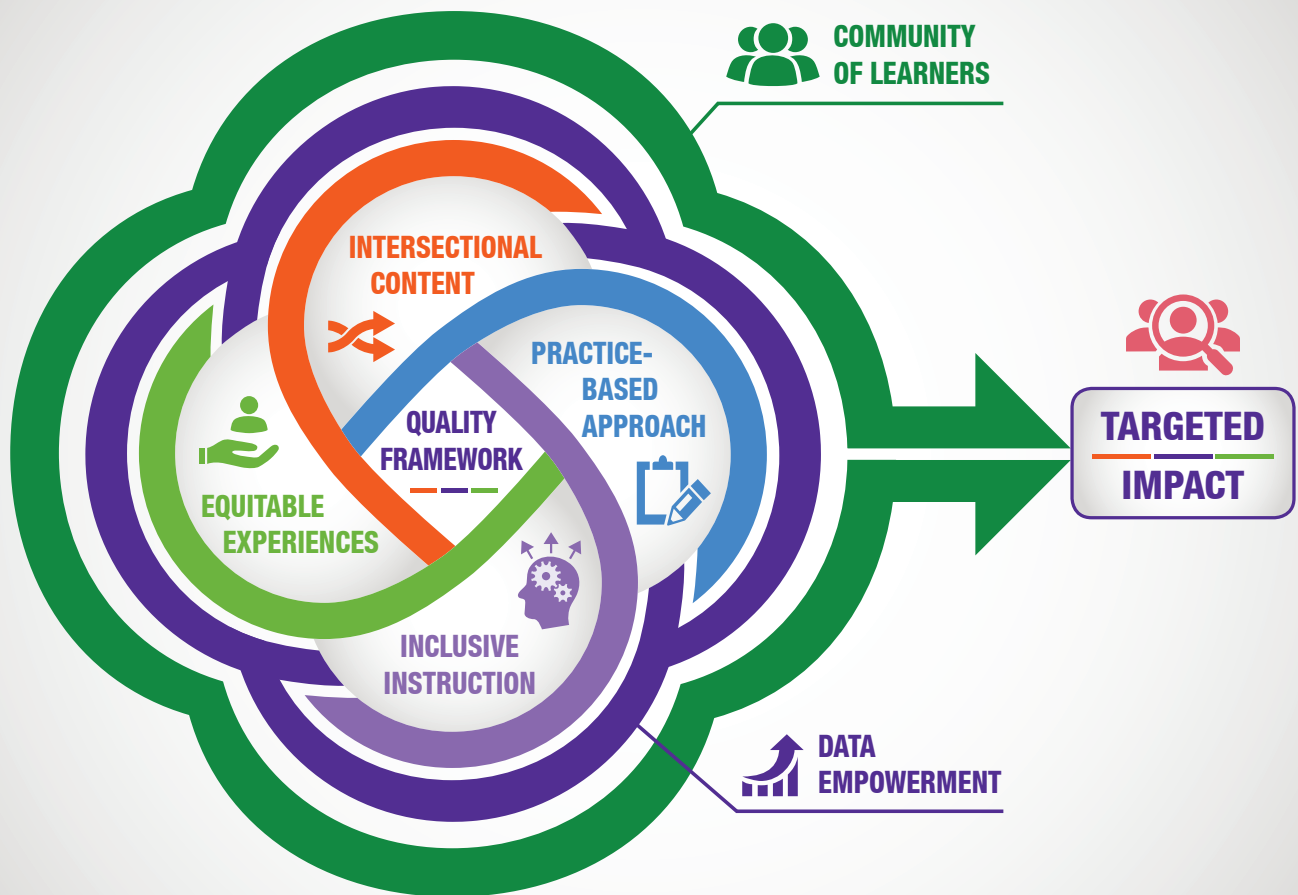 COMMUNITY
OF LEARNERS
INTERSECTIONAL
CONTENT
PRACTICE-
BASED
APPROACH
QUALITY
FRAMEWORK
EQUITABLE
EXPERIENCES
INCLUSIVE
INSTRUCTION
TARGETED
IMPACT
DATA
EMPOWERMENT